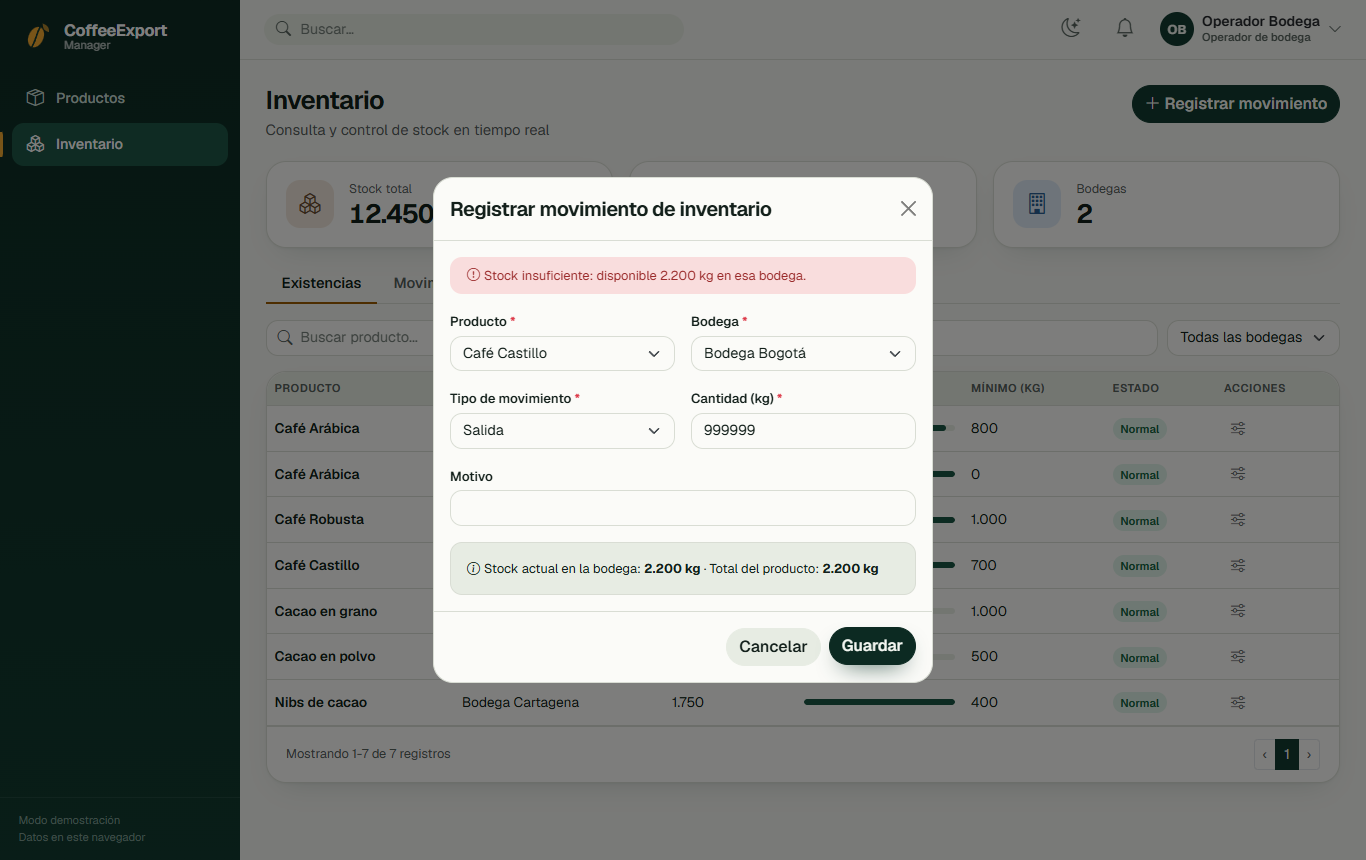 CoffeeExport
Manager
Buscar...
OB
Operador Bodega
Operador de bodega
Productos
Inventario
Inventario
Consulta y control de stock en tiempo real
+ Registrar movimiento
Stock total
12.450
Bodegas
2
Existencias
Movim
Buscar producto...
Todas las bodegas
PRODUCTO
MÍNIMO (KG)
ESTADO
ACCIONES
Café Arábica
800
Normal
Café Arábica
0
Normal
Café Robusta
1.000
Normal
Café Castillo
700
Normal
Cacao en grano
1.000
Normal
Cacao en polvo
500
Normal
Nibs de cacao
Bodega Cartagena
1.750
400
Normal
Mostrando 1-7 de 7 registros
‹ 1 ›
Registrar movimiento de inventario
Stock insuficiente: disponible 2.200 kg en esa bodega.
Producto *
Bodega *
Café Castillo
Bodega Bogotá
Tipo de movimiento *
Cantidad (kg) *
Salida
999999
Motivo
Stock actual en la bodega: 2.200 kg · Total del producto: 2.200 kg
Cancelar
Guardar
Modo demostración
Datos en este navegador